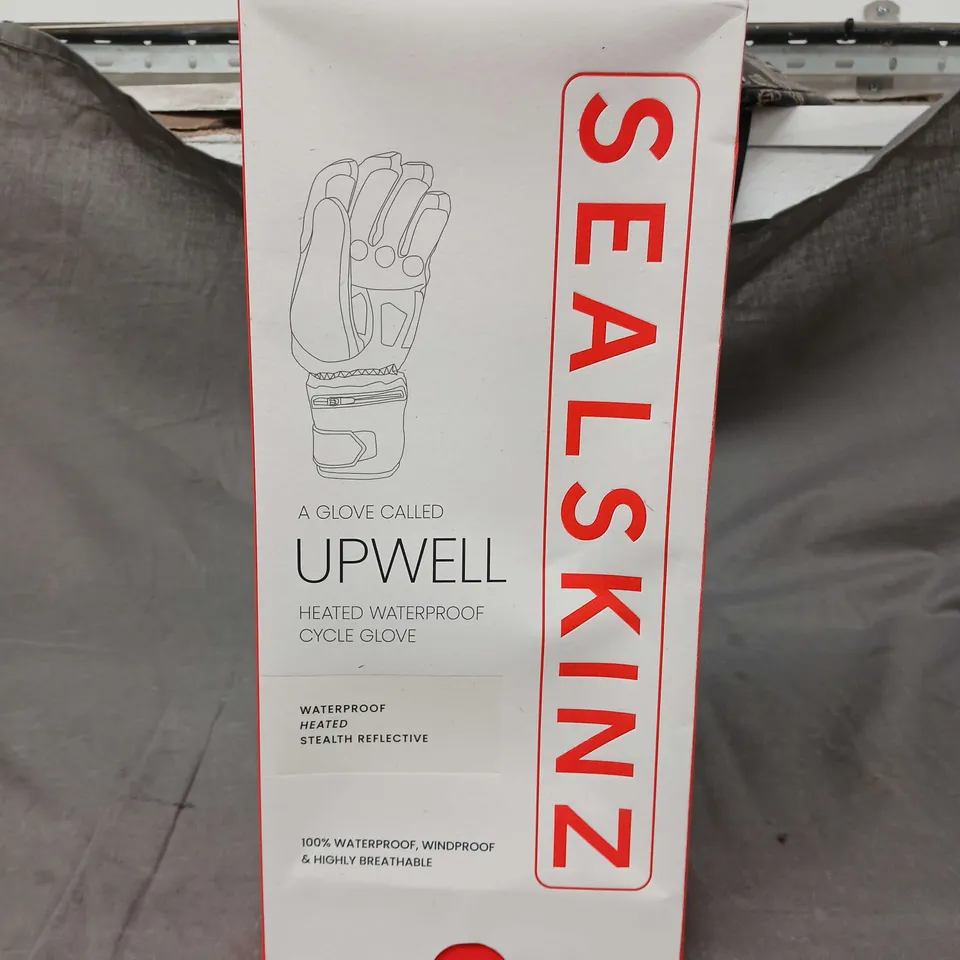 A GLOVE CALLED
UPWELL
HEATED WATERPROOF
CYCLE GLOVE
WATERPROOF
HEATED
STEALTH REFLECTIVE
100% WATERPROOF, WINDPROOF
& HIGHLY BREATHABLE
SEALSKINZ